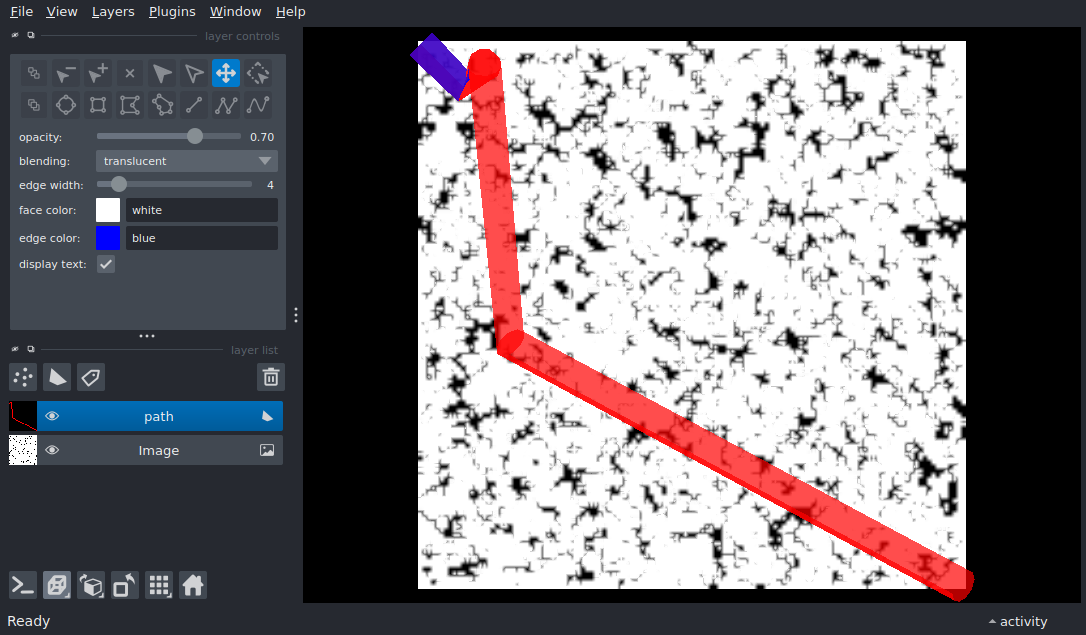 File View Layers Plugins Window Help
layer controls
opacity: 0.70
blending: translucent
edge width: 4
face color: white
edge color: blue
display text:
layer list
path
Image
Ready
activity